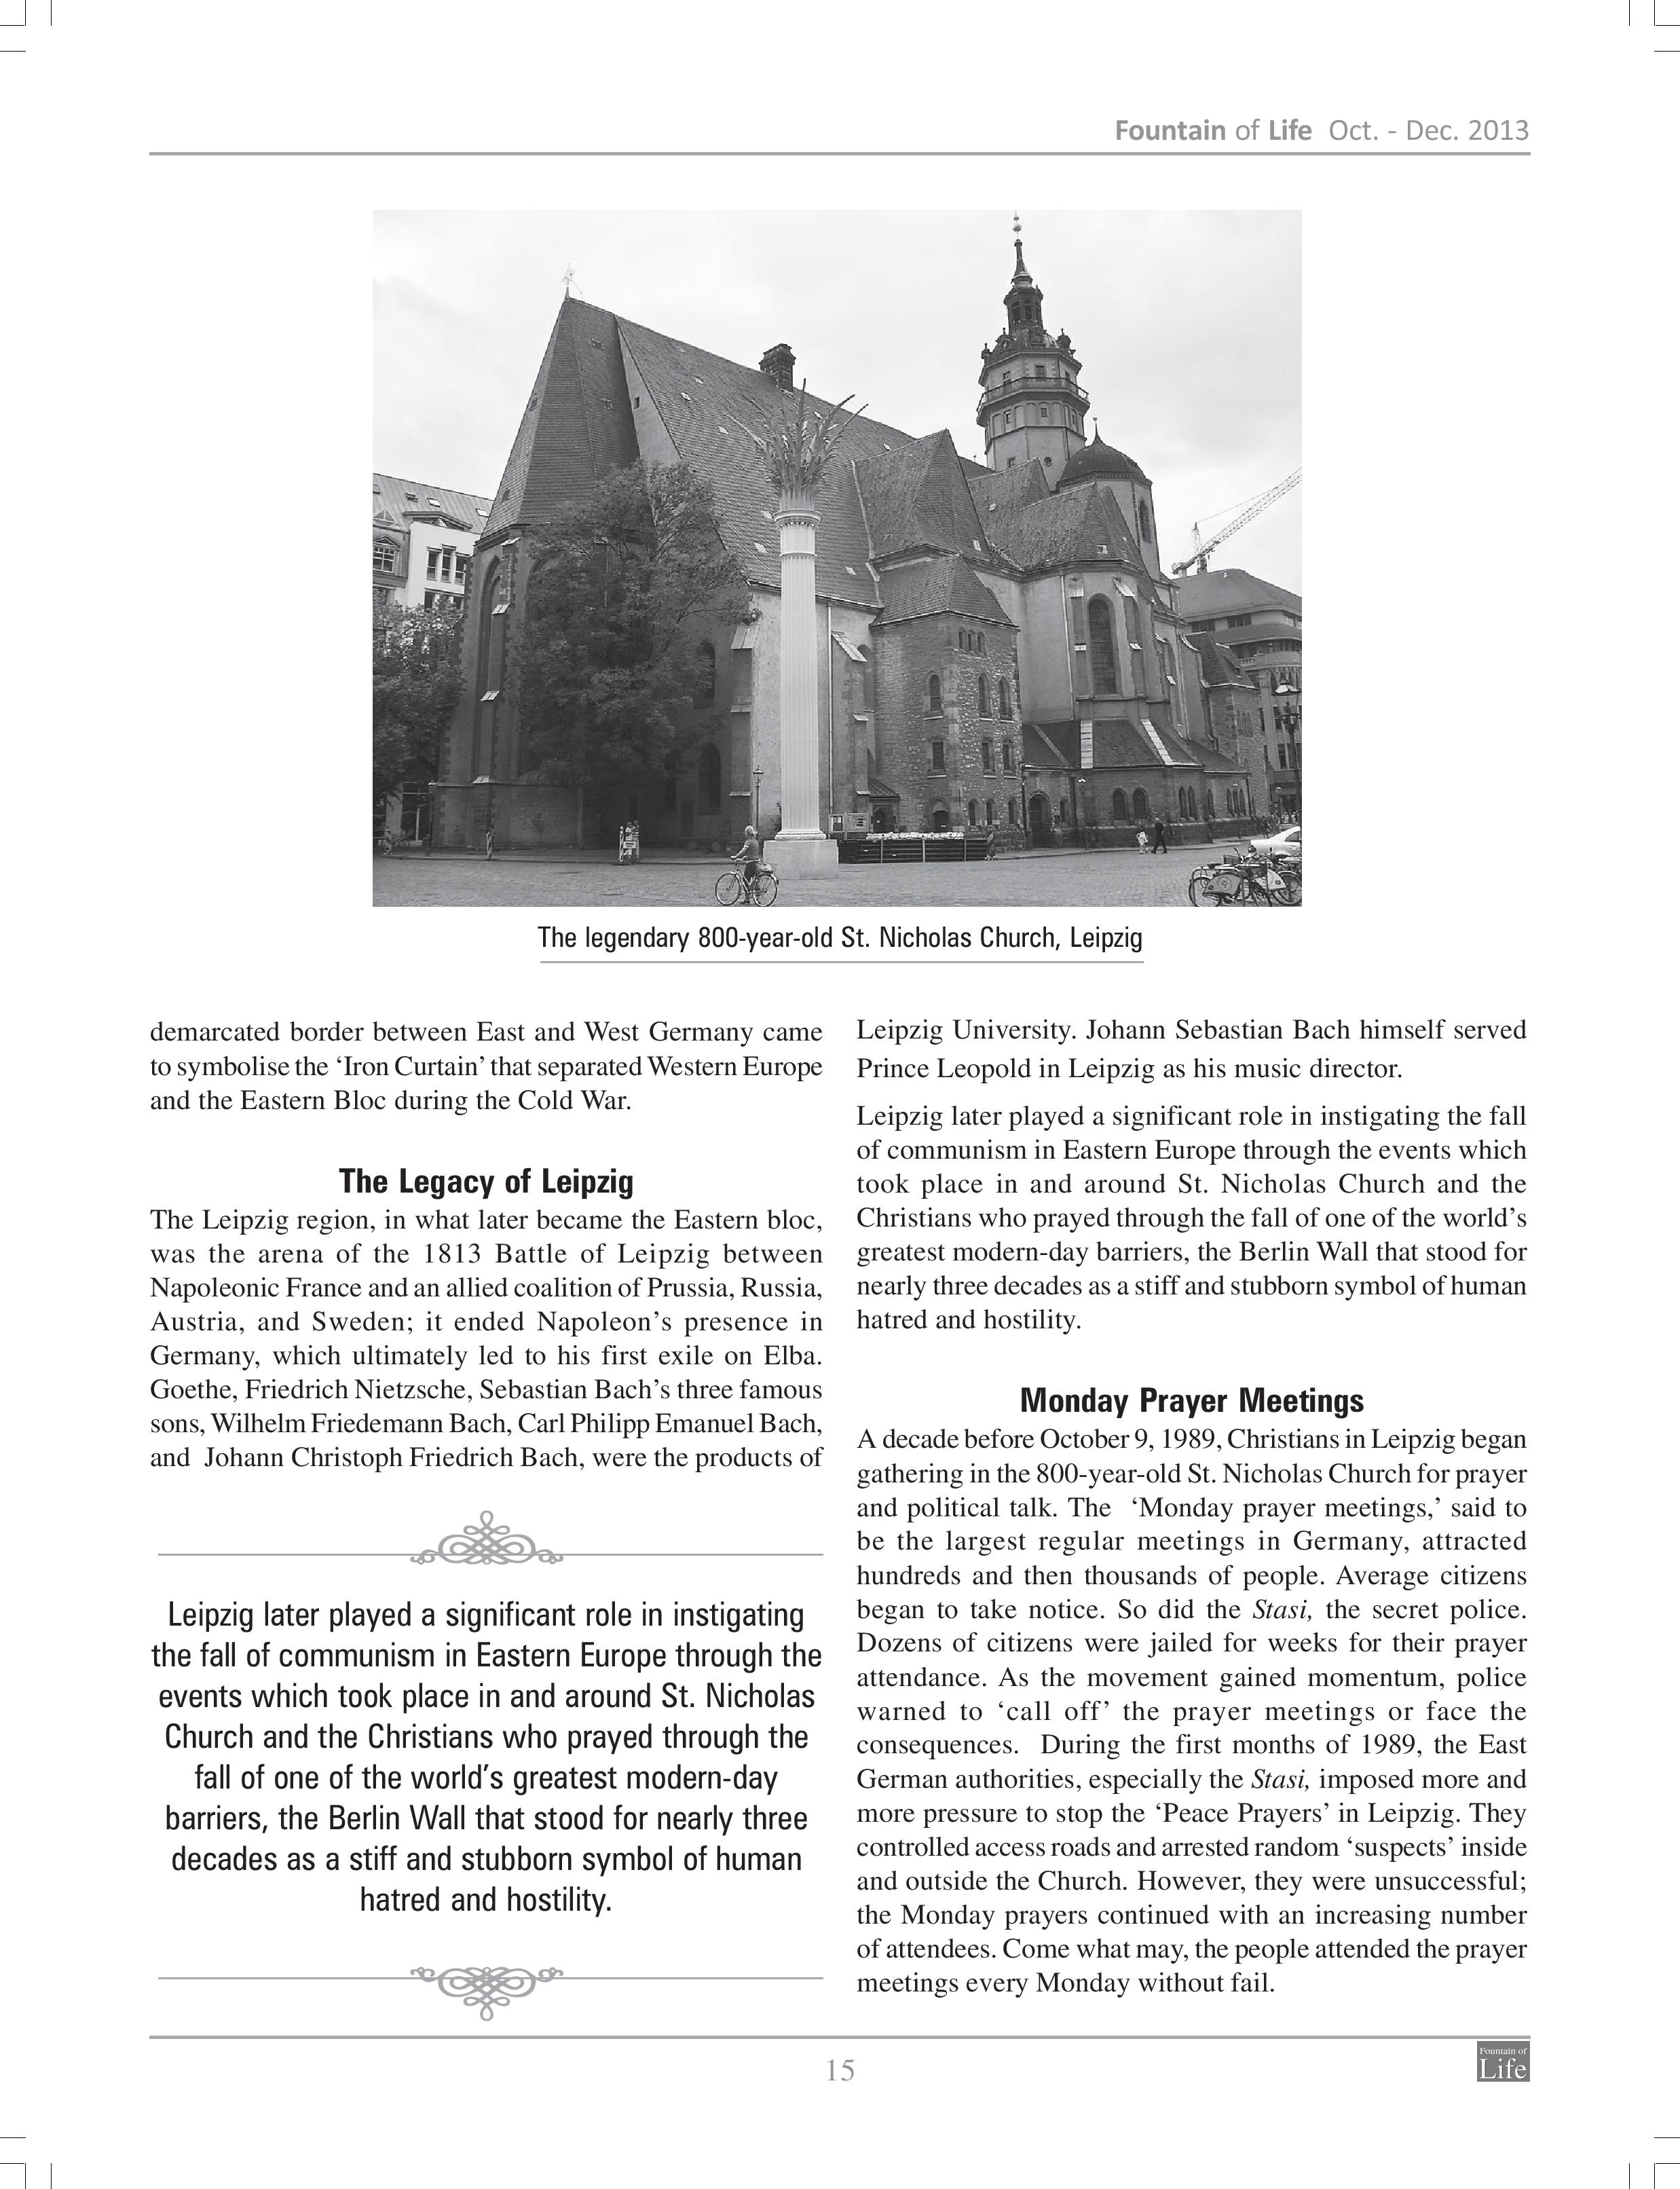 Fountain of Life Oct. - Dec. 2013
The legendary 800-year-old St. Nicholas Church, Leipzig
demarcated border between East and West Germany came
to symbolise the ‘Iron Curtain’ that separated Western Europe
and the Eastern Bloc during the Cold War.
The Legacy of Leipzig
The Leipzig region, in what later became the Eastern bloc,
was the arena of the 1813 Battle of Leipzig between
Napoleonic France and an allied coalition of Prussia, Russia,
Austria, and Sweden; it ended Napoleon’s presence in
Germany, which ultimately led to his first exile on Elba.
Goethe, Friedrich Nietzsche, Sebastian Bach’s three famous
sons, Wilhelm Friedemann Bach, Carl Philipp Emanuel Bach,
and Johann Christoph Friedrich Bach, were the products of
Leipzig later played a significant role in instigating
the fall of communism in Eastern Europe through the
events which took place in and around St. Nicholas
Church and the Christians who prayed through the
fall of one of the world’s greatest modern-day
barriers, the Berlin Wall that stood for nearly three
decades as a stiff and stubborn symbol of human
hatred and hostility.
Leipzig University. Johann Sebastian Bach himself served
Prince Leopold in Leipzig as his music director.
Leipzig later played a significant role in instigating the fall
of communism in Eastern Europe through the events which
took place in and around St. Nicholas Church and the
Christians who prayed through the fall of one of the world’s
greatest modern-day barriers, the Berlin Wall that stood for
nearly three decades as a stiff and stubborn symbol of human
hatred and hostility.
Monday Prayer Meetings
A decade before October 9, 1989, Christians in Leipzig began
gathering in the 800-year-old St. Nicholas Church for prayer
and political talk. The ‘Monday prayer meetings,’ said to
be the largest regular meetings in Germany, attracted
hundreds and then thousands of people. Average citizens
began to take notice. So did the Stasi, the secret police.
Dozens of citizens were jailed for weeks for their prayer
attendance. As the movement gained momentum, police
warned to ‘call off’ the prayer meetings or face the
consequences. During the first months of 1989, the East
German authorities, especially the Stasi, imposed more and
more pressure to stop the ‘Peace Prayers’ in Leipzig. They
controlled access roads and arrested random ‘suspects’ inside
and outside the Church. However, they were unsuccessful;
the Monday prayers continued with an increasing number
of attendees. Come what may, the people attended the prayer
meetings every Monday without fail.
15
Fountain of
Life